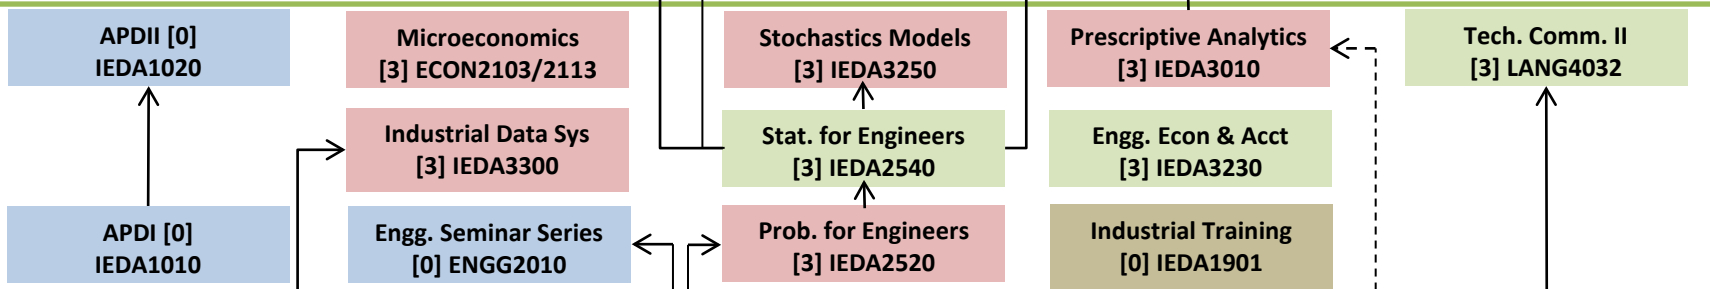 APDII [0]
IEDA1020
Microeconomics
[3] ECON2103/2113
Stochastics Models
[3] IEDA3250
Prescriptive Analytics
[3] IEDA3010
Tech. Comm. II
[3] LANG4032
Industrial Data Sys
[3] IEDA3300
Stat. for Engineers
[3] IEDA2540
Engg. Econ & Acct
[3] IEDA3230
APDI [0]
IEDA1010
Engg. Seminar Series
[0] ENGG2010
Prob. for Engineers
[3] IEDA2520
Industrial Training
[0] IEDA1901